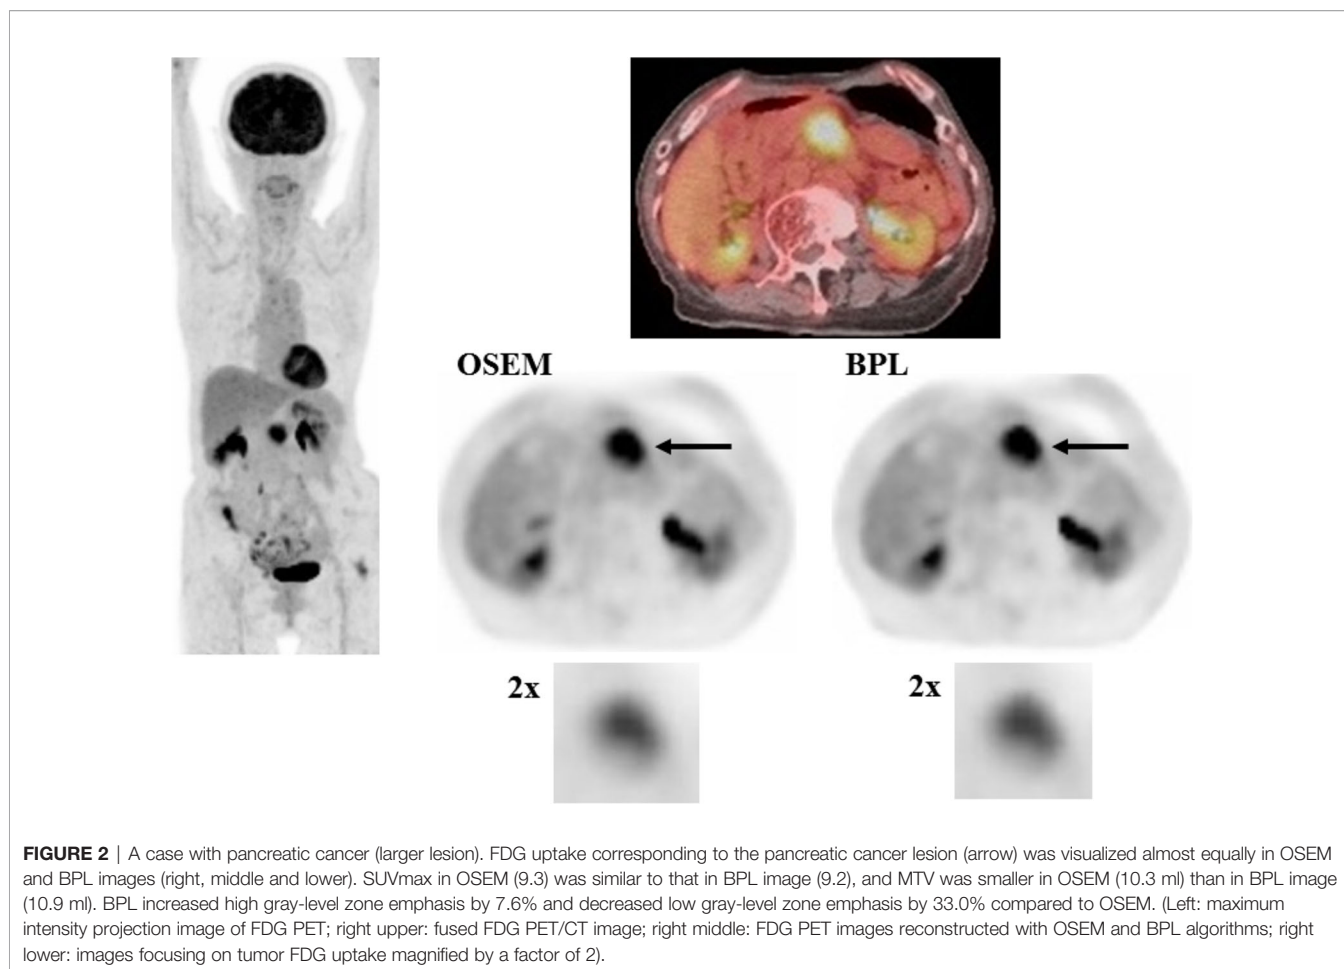 OSEM
BPL
2x
2x
FIGURE 2 | A case with pancreatic cancer (larger lesion). FDG uptake corresponding to the pancreatic cancer lesion (arrow) was visualized almost equally in OSEM
and BPL images (right, middle and lower). SUVmax in OSEM (9.3) was similar to that in BPL image (9.2), and MTV was smaller in OSEM (10.3 ml) than in BPL image
(10.9 ml). BPL increased high gray-level zone emphasis by 7.6% and decreased low gray-level zone emphasis by 33.0% compared to OSEM. (Left: maximum
intensity projection image of FDG PET; right upper: fused FDG PET/CT image; right middle: FDG PET images reconstructed with OSEM and BPL algorithms; right
lower: images focusing on tumor FDG uptake magnified by a factor of 2).